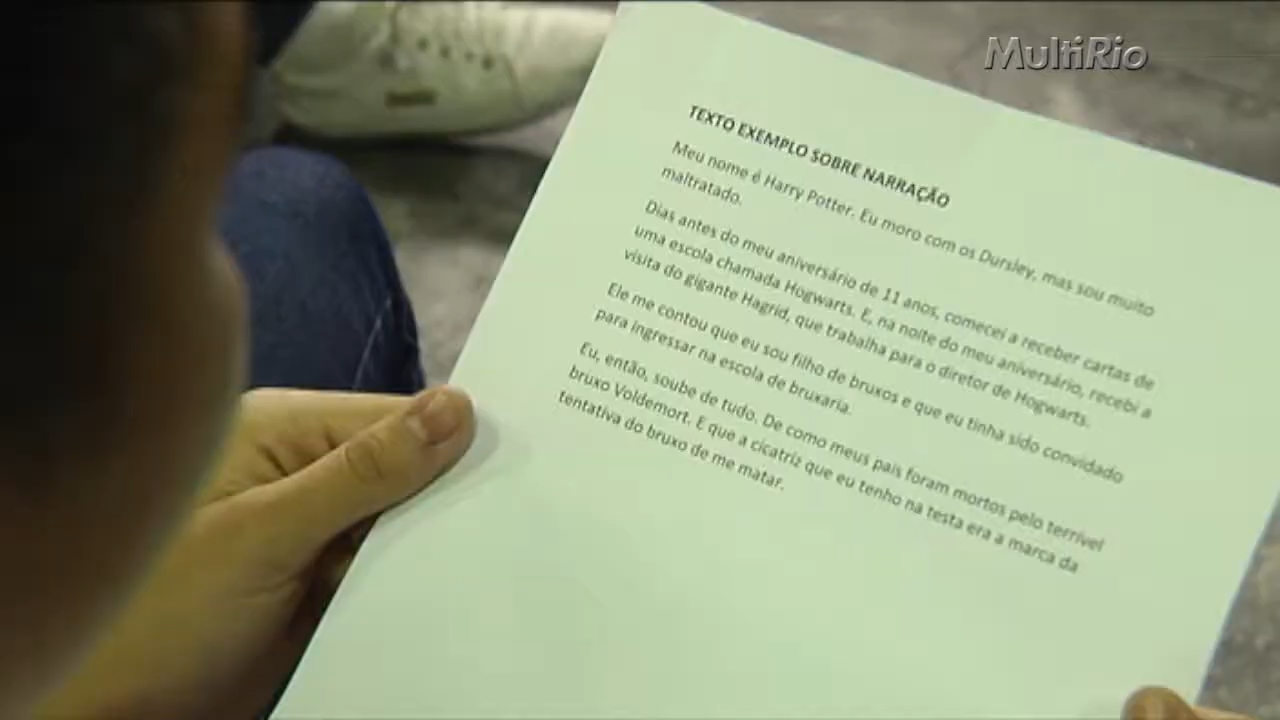 MultiRio
TEXTO EXEMPLO SOBRE NARRAÇÃO
Meu nome é Harry Potter. Eu moro com os Dursley, mas sou muito
maltratado.
Dias antes do meu aniversário de 11 anos, comecei a receber cartas de
uma escola chamada Hogwarts. E, na noite do meu aniversário, recebi a
visita do gigante Hagrid, que trabalha para o diretor de Hogwarts.
Ele me contou que eu sou filho de bruxos e que eu tinha sido convidado
para ingressar na escola de bruxaria.
Eu, então, soube de tudo. De como meus pais foram mortos pelo terrível
bruxo Voldemort. E que a cicatriz que eu tenho na testa era a marca da
tentativa do bruxo de me matar.